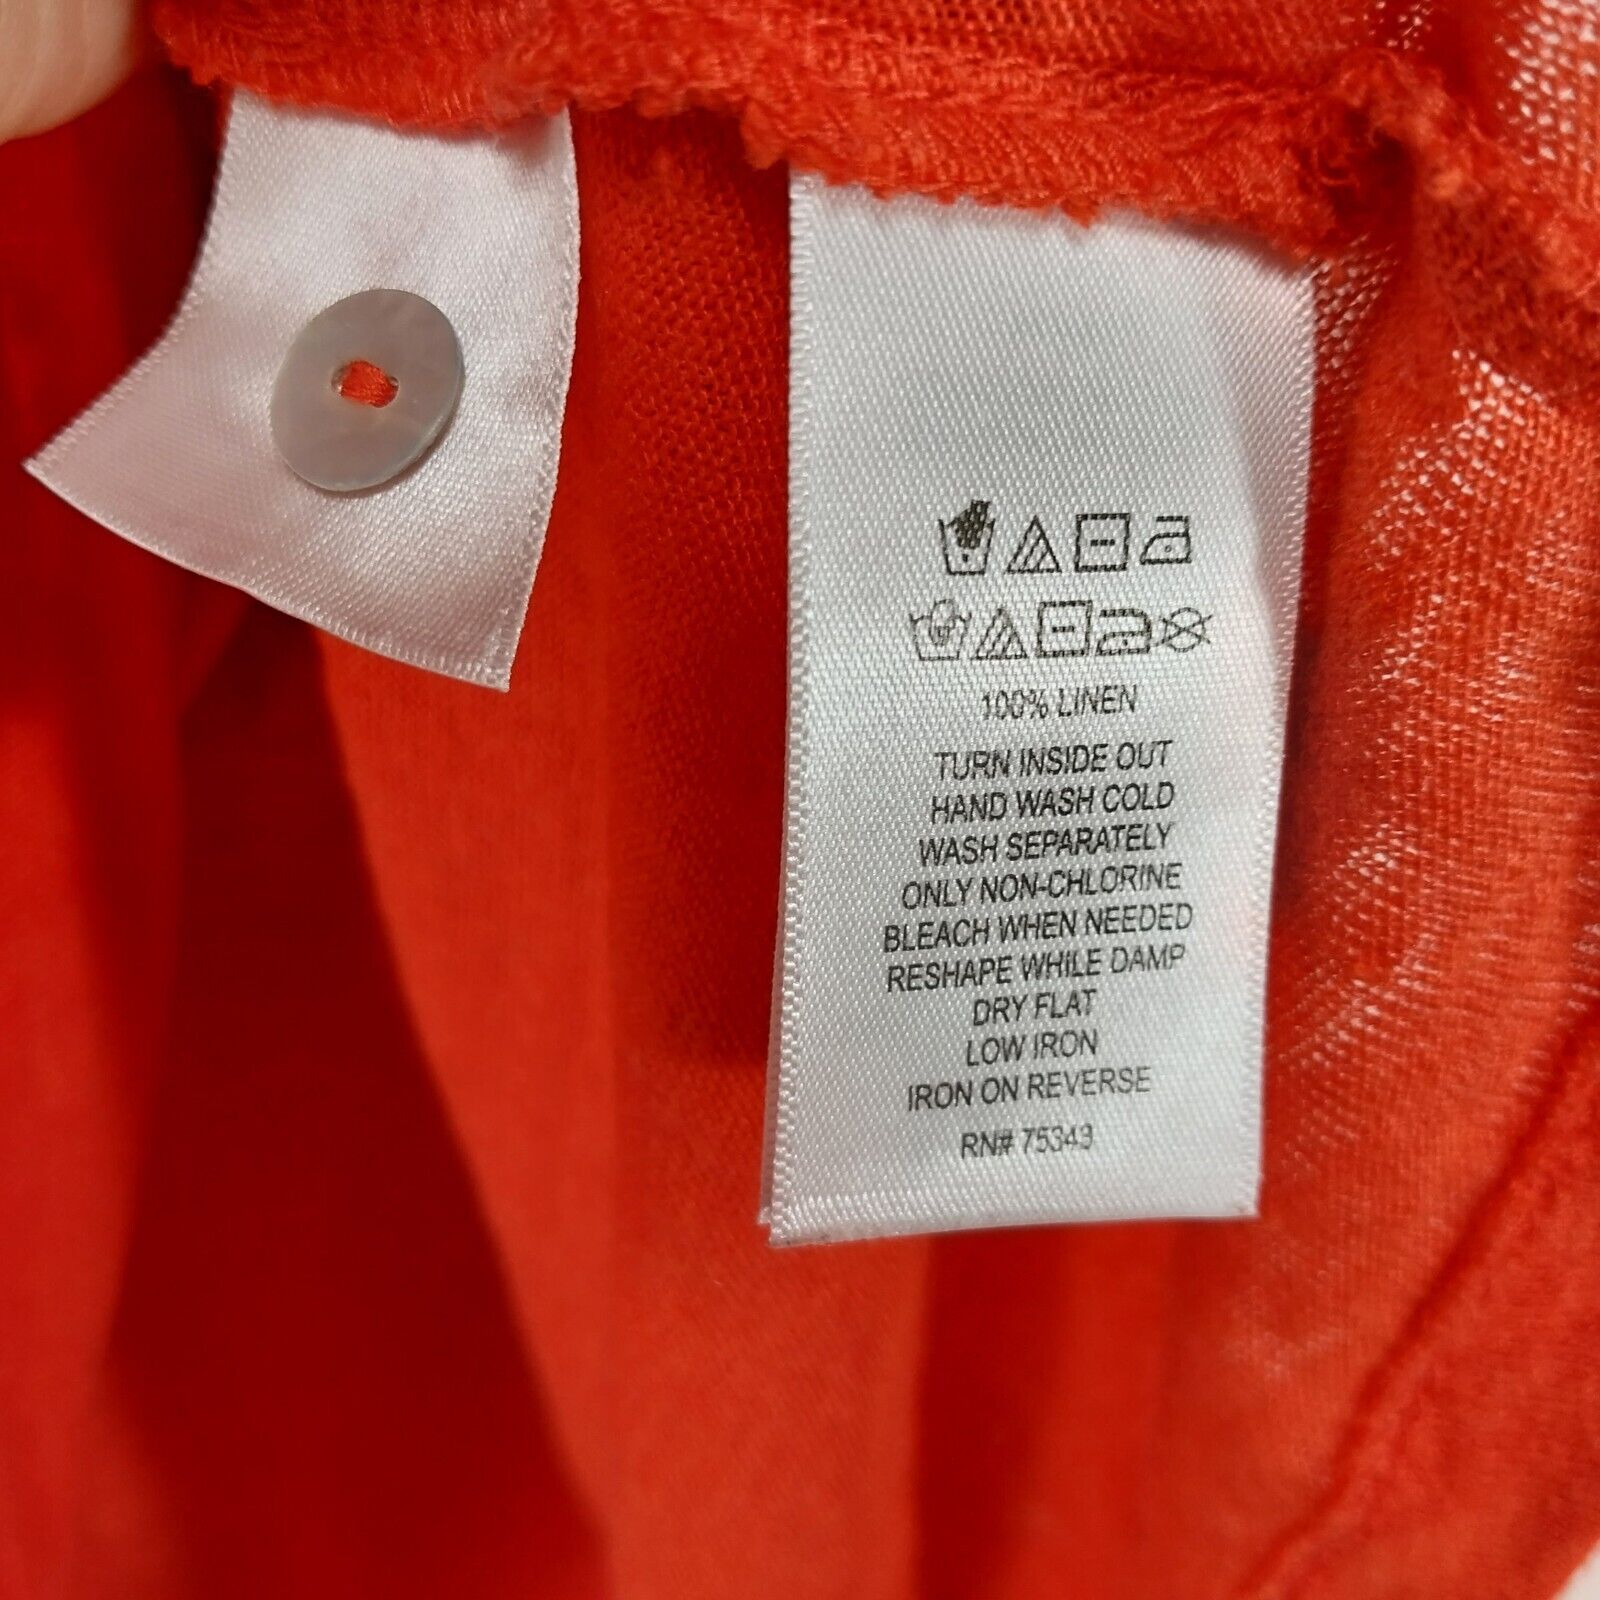 100% LINEN
TURN INSIDE OUT
HAND WASH COLD
WASH SEPARATELY
ONLY NON-CHLORINE
BLEACH WHEN NEEDED
RESHAPE WHILE DAMP
DRY FLAT
LOW IRON
IRON ON REVERSE
RN# 75343